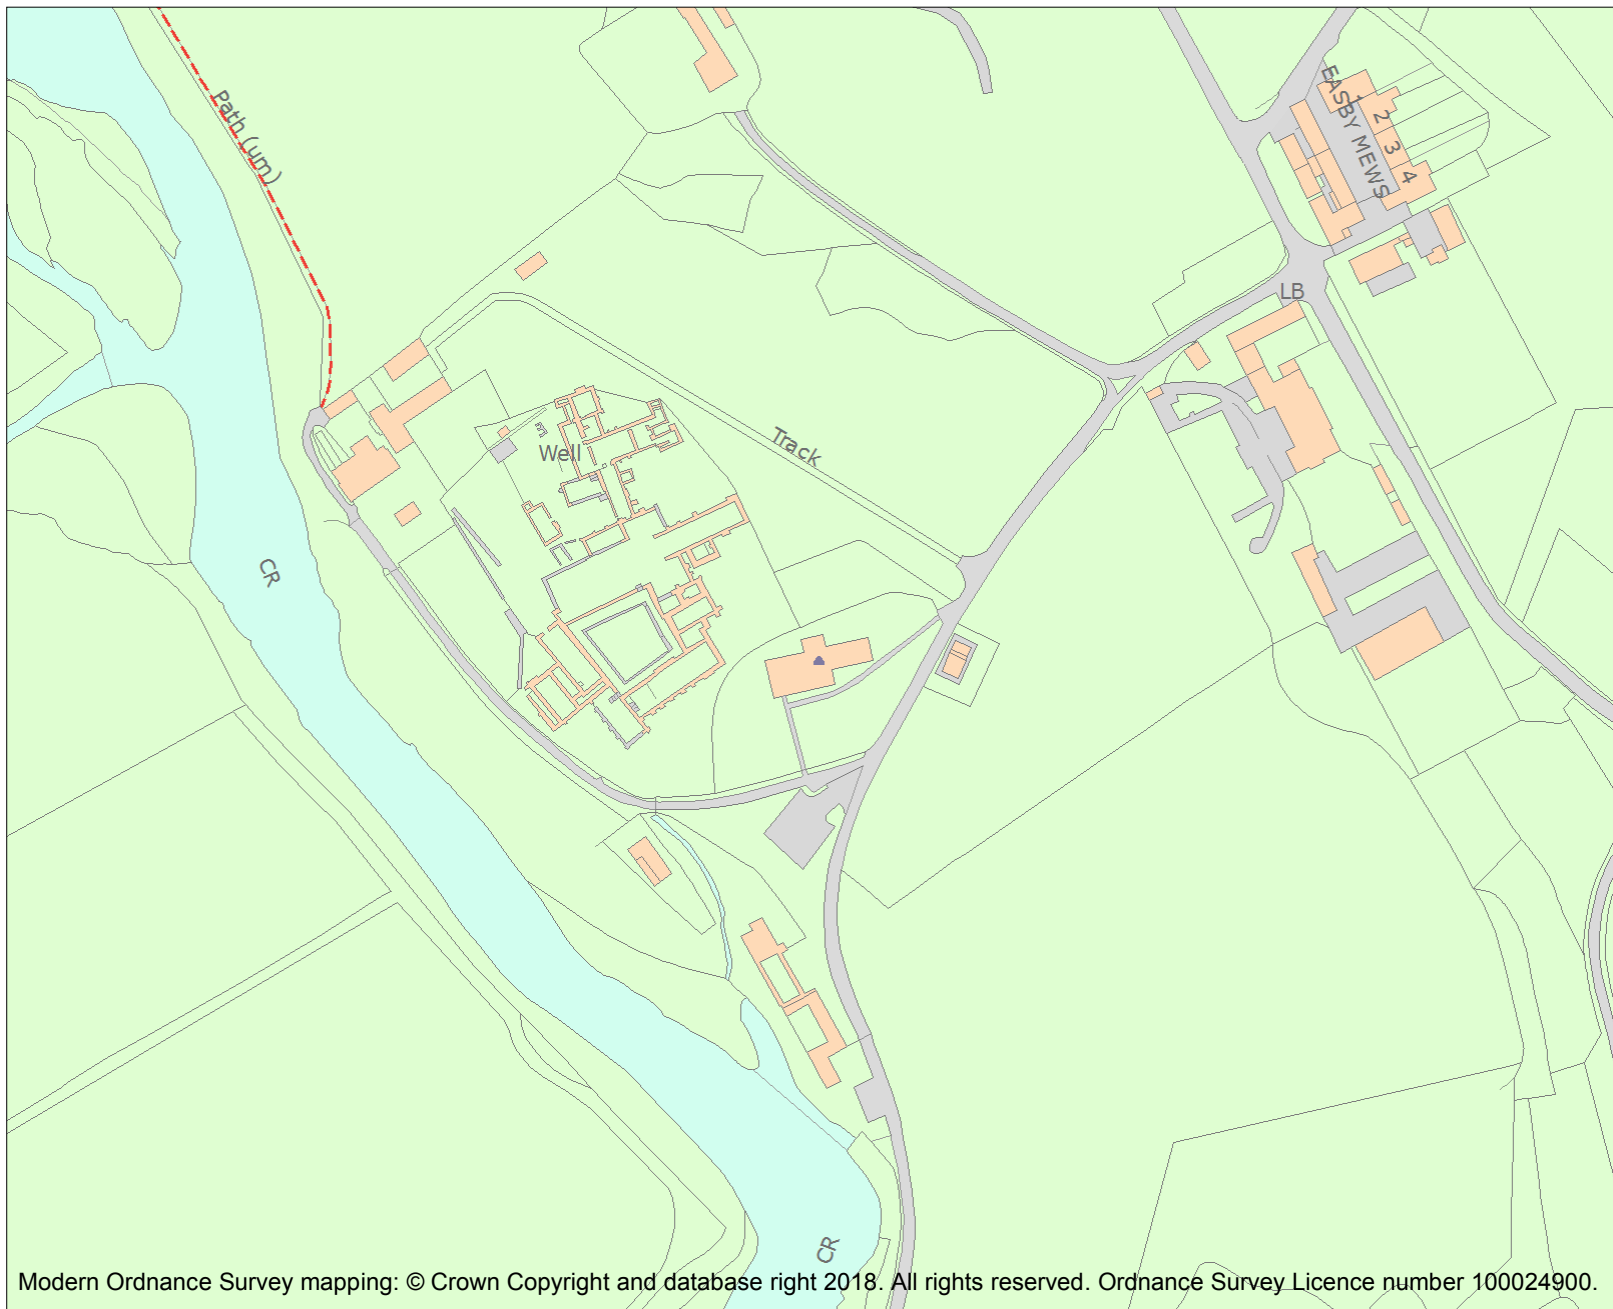 Path (um)
EASBY MEWS
1
2
3
4
LB
Well
Track
CR
CR
Modern Ordnance Survey mapping: © Crown Copyright and database right 2018. All rights reserved. Ordnance Survey Licence number 100024900.